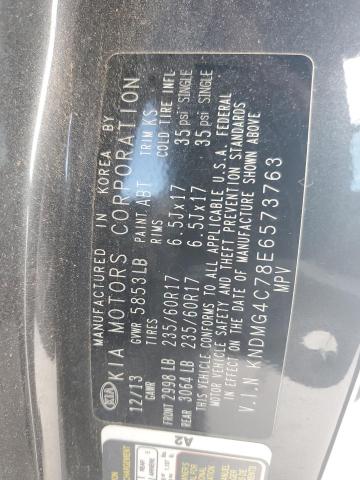 MANUFACTURED IN KOREA BY
KIA MOTORS CORPORATION
12/13 GVWR 5853LB PAINT ABT TRIM KS
GAWR TIRES RIMS COLD TIRE INFL
FRONT 2998 LB 235/60R17 6.5Jx17 35 psi SINGLE
REAR 3064 LB 235/60R17 6.5Jx17 35 psi SINGLE
THIS VEHICLE CONFORMS TO ALL APPLICABLE U.S.A. FEDERAL
MOTOR VEHICLE SAFETY AND THEFT PREVENTION STANDARDS
IN EFFECT ON THE DATE OF MANUFACTURE SHOWN ABOVE
V.I.N KNDMG4C78E6573763
MPV
KIA
A2
REAR